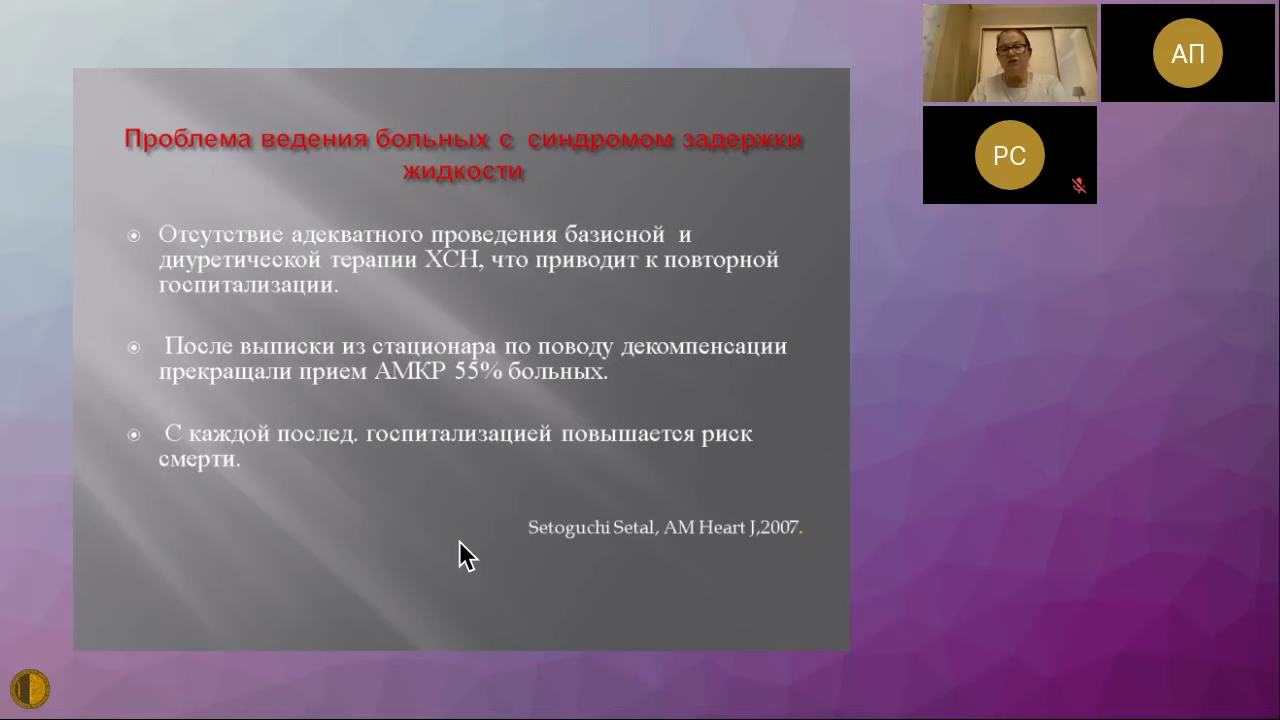 Проблема ведения больных с синдромом задержки
жидкости
Отсутствие адекватного проведения базисной и
диуретической терапии ХСН, что приводит к повторной
госпитализации.
После выписки из стационара по поводу декомпенсации
прекращали прием АМКР 55% больных.
С каждой послед. госпитализацией повышается риск
смерти.
Setoguchi Setal, AM Heart J,2007.
АП
РС